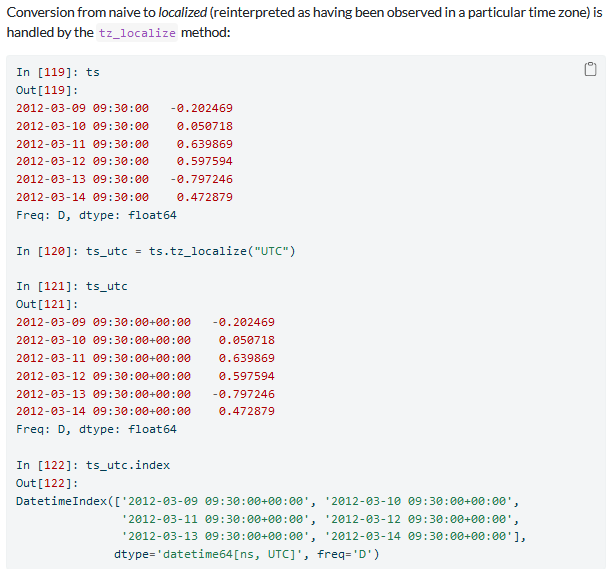 Conversion from naive to localized (reinterpreted as having been observed in a particular time zone) is
handled by the tz_localize method:
In [119]: ts
Out[119]:
2012-03-09 09:30:00   -0.202469
2012-03-10 09:30:00    0.050718
2012-03-11 09:30:00    0.639869
2012-03-12 09:30:00    0.597594
2012-03-13 09:30:00   -0.797246
2012-03-14 09:30:00    0.472879
Freq: D, dtype: float64
In [120]: ts_utc = ts.tz_localize("UTC")
In [121]: ts_utc
Out[121]:
2012-03-09 09:30:00+00:00   -0.202469
2012-03-10 09:30:00+00:00    0.050718
2012-03-11 09:30:00+00:00    0.639869
2012-03-12 09:30:00+00:00    0.597594
2012-03-13 09:30:00+00:00   -0.797246
2012-03-14 09:30:00+00:00    0.472879
Freq: D, dtype: float64
In [122]: ts_utc.index
Out[122]:
DatetimeIndex(['2012-03-09 09:30:00+00:00', '2012-03-10 09:30:00+00:00',
               '2012-03-11 09:30:00+00:00', '2012-03-12 09:30:00+00:00',
               '2012-03-13 09:30:00+00:00', '2012-03-14 09:30:00+00:00'],
              dtype='datetime64[ns, UTC]', freq='D')